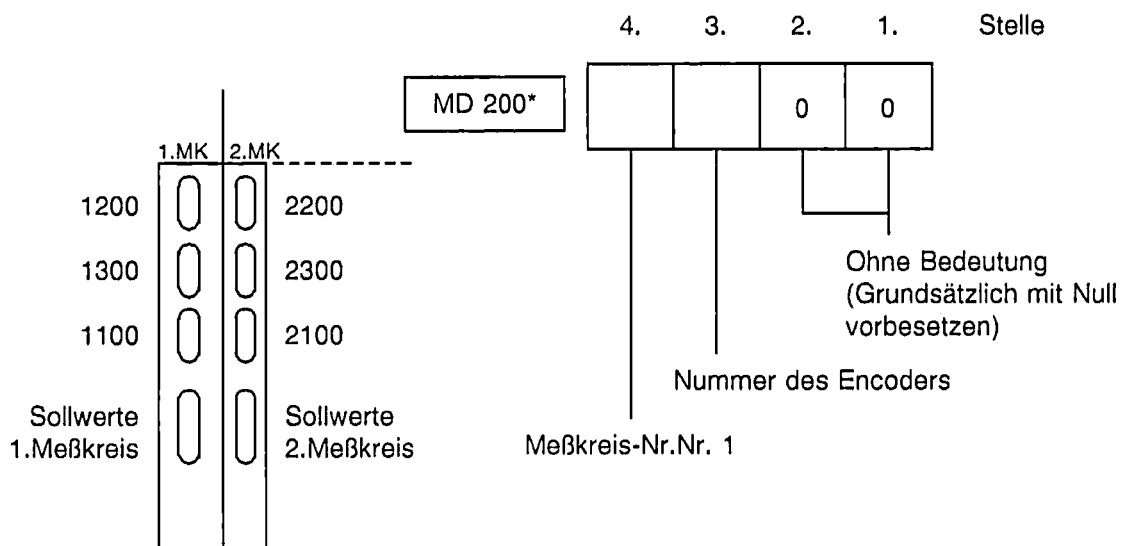 4. 3. 2. 1. Stelle
MD 200*
0 0
1.MK 2.MK
1200 2200
1300 2300
1100 2100
Sollwerte
1.Meßkreis
Sollwerte
2.Meßkreis
Ohne Bedeutung
(Grundsätzlich mit Null
vorbesetzen)
Nummer des Encoders
Meßkreis-Nr.Nr. 1